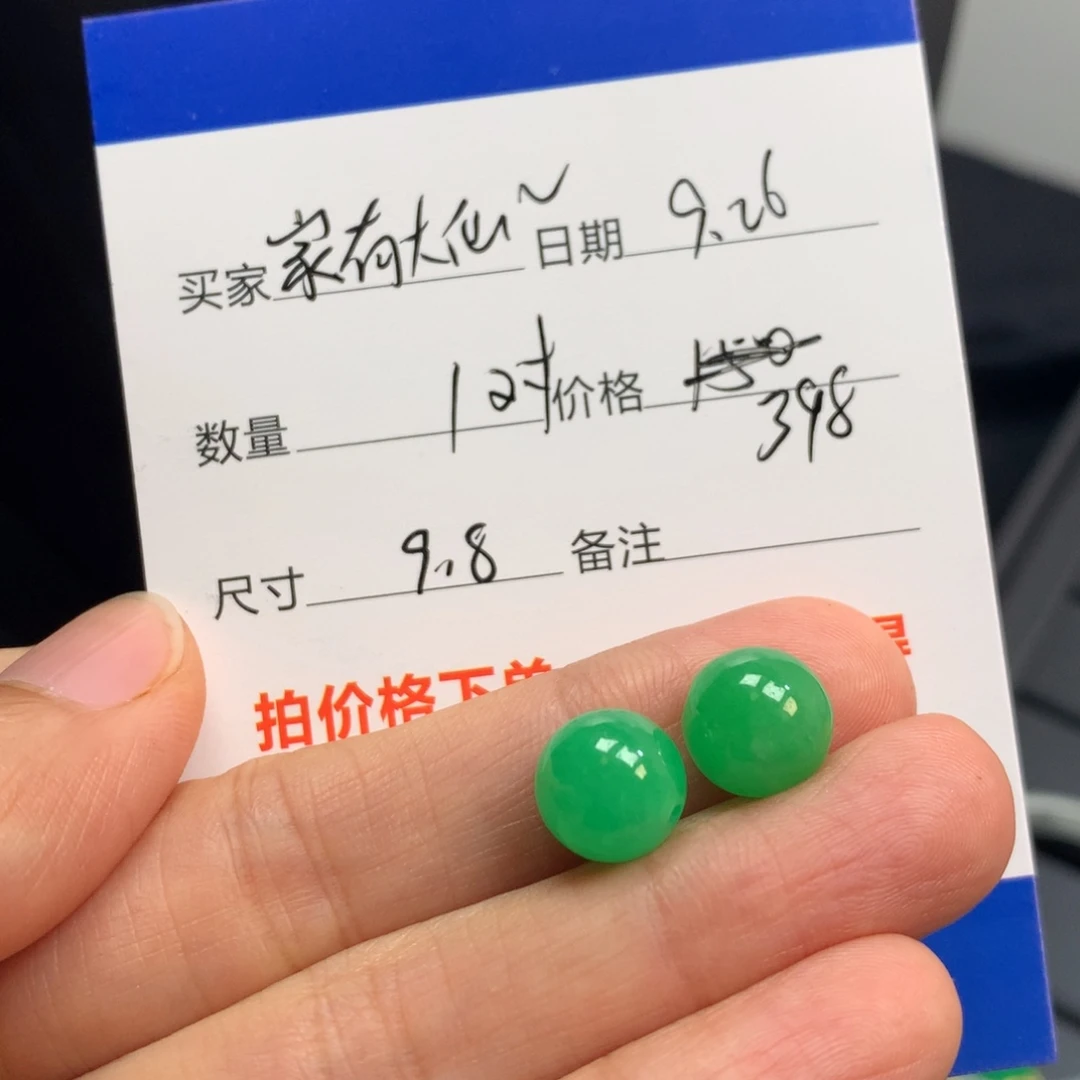 买家 家有大仙~ 日期 9.26
数量 1对 价格 150
398
尺寸 9.8 备注
拍价格下单